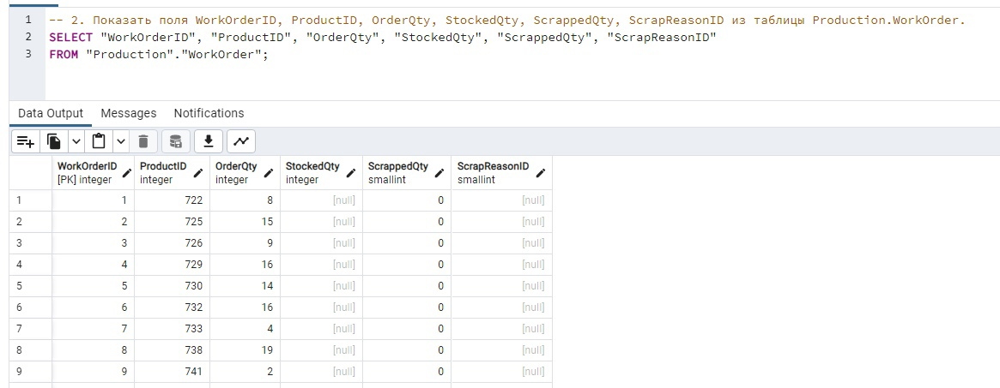 1 -- 2. Показать поля WorkOrderID, ProductID, OrderQty, StockedQty, ScrappedQty, ScrapReasonID из таблицы Production.WorkOrder.
2 SELECT "WorkOrderID", "ProductID", "OrderQty", "StockedQty", "ScrappedQty", "ScrapReasonID"
3 FROM "Production"."WorkOrder";
Data Output Messages Notifications
WorkOrderID ProductID OrderQty StockedQty ScrappedQty ScrapReasonID
[PK] integer integer integer integer smallint smallint
1 1 722 8 [null] 0 [null]
2 2 725 15 [null] 0 [null]
3 3 726 9 [null] 0 [null]
4 4 729 16 [null] 0 [null]
5 5 730 14 [null] 0 [null]
6 6 732 16 [null] 0 [null]
7 7 733 4 [null] 0 [null]
8 8 738 19 [null] 0 [null]
9 9 741 2 [null] 0 [null]